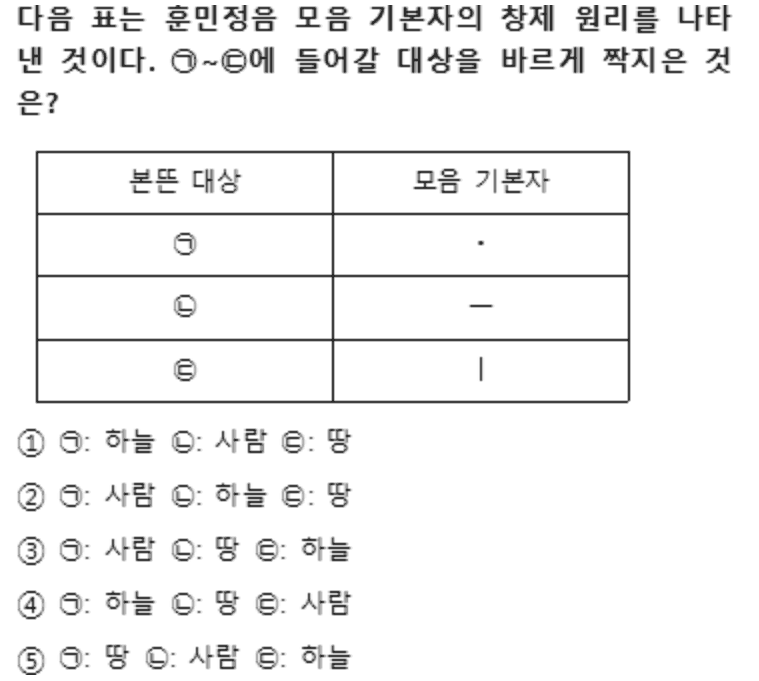 다음 표는 훈민정음 모음 기본자의 창제 원리를 나타
낸 것이다. ㉠~㉢에 들어갈 대상을 바르게 짝지은 것
은?
본뜬 대상 모음 기본자
㉠ ·
㉡ ㅡ
㉢ ㅣ
① ㉠: 하늘 ㉡: 사람 ㉢: 땅
② ㉠: 사람 ㉡: 하늘 ㉢: 땅
③ ㉠: 사람 ㉡: 땅 ㉢: 하늘
④ ㉠: 하늘 ㉡: 땅 ㉢: 사람
⑤ ㉠: 땅 ㉡: 사람 ㉢: 하늘